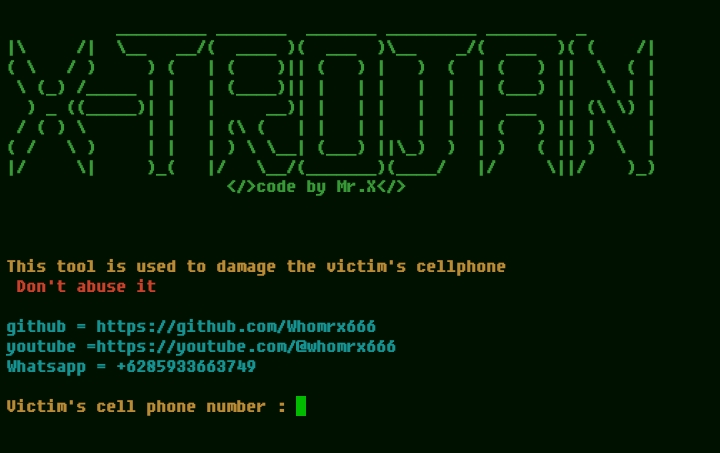 X-TROJAN
</>code by Mr.X</>
This tool is used to damage the victim's cellphone
Don't abuse it
github = https://github.com/Whomrx666
youtube =https://youtube.com/@whomrx666
Whatsapp = +6285933663749
Victim's cell phone number :